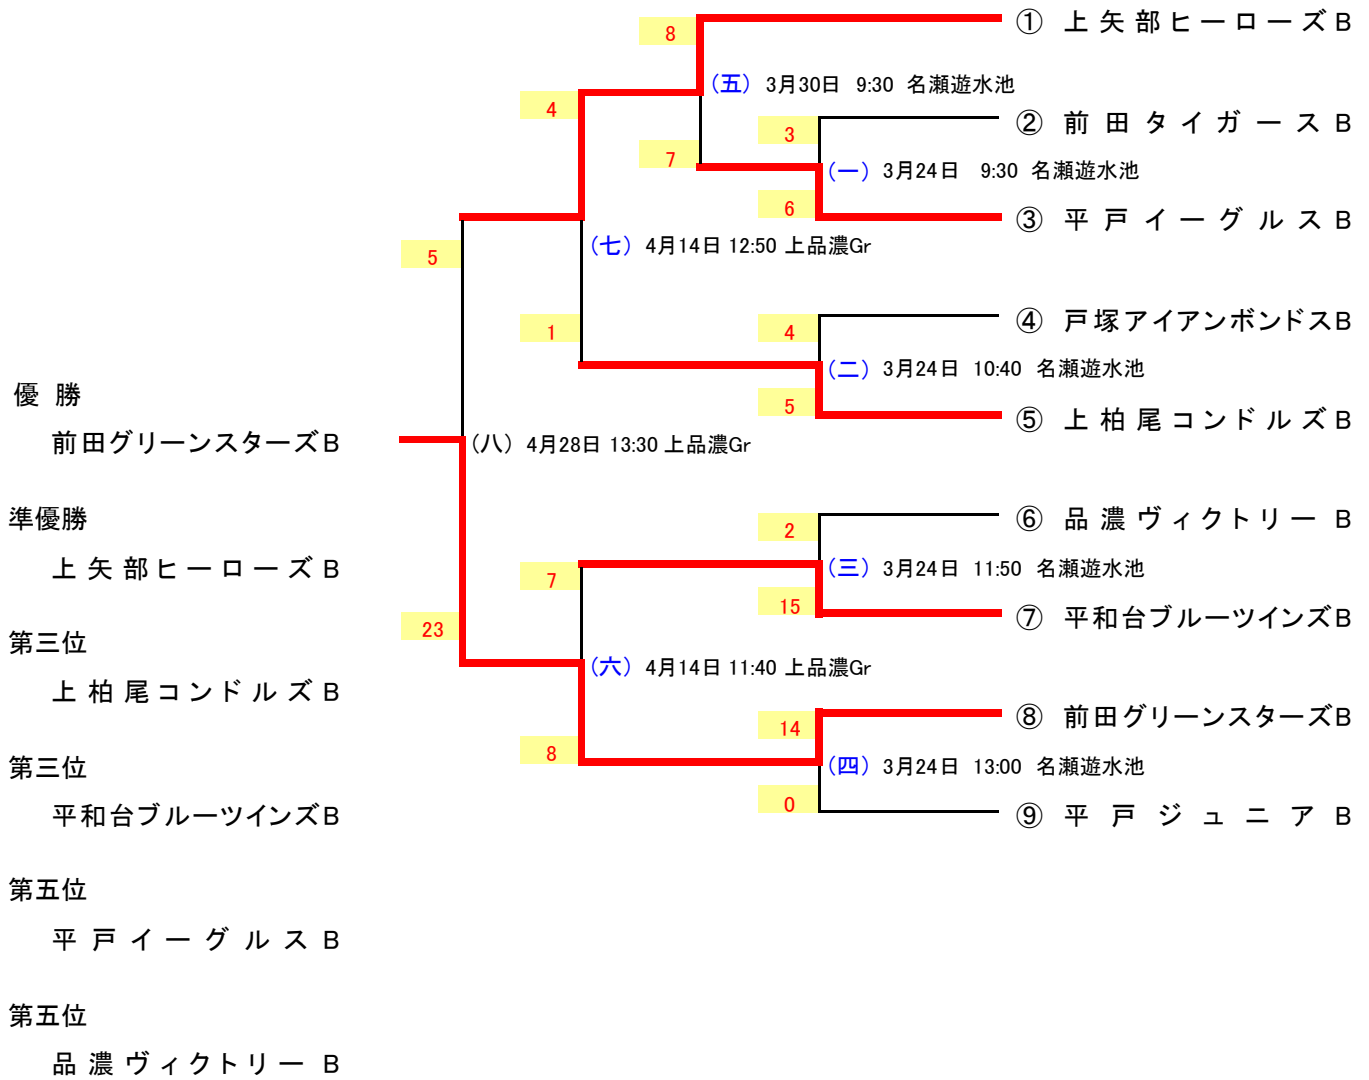 8
① 上矢部ヒーローズB
(五) 3月30日 9:30 名瀬遊水池
4
3
② 前田タイガースB
7
(一) 3月24日 9:30 名瀬遊水池
6
③ 平戸イーグルスB
5
(七) 4月14日 12:50 上品濃Gr
1
4
④ 戸塚アイアンボンドスB
(二) 3月24日 10:40 名瀬遊水池
5
⑤ 上柏尾コンドルズB
優勝
前田グリーンスターズB
(八) 4月28日 13:30 上品濃Gr
準優勝
上矢部ヒーローズB
2
⑥ 品濃ヴィクトリー B
7
(三) 3月24日 11:50 名瀬遊水池
15
⑦ 平和台ブルーツインズB
23
第三位
上柏尾コンドルズB
(六) 4月14日 11:40 上品濃Gr
14
⑧ 前田グリーンスターズB
8
(四) 3月24日 13:00 名瀬遊水池
0
⑨ 平戸ジュニアB
第三位
平和台ブルーツインズB
第五位
平戸イーグルスB
第五位
品濃ヴィクトリー B